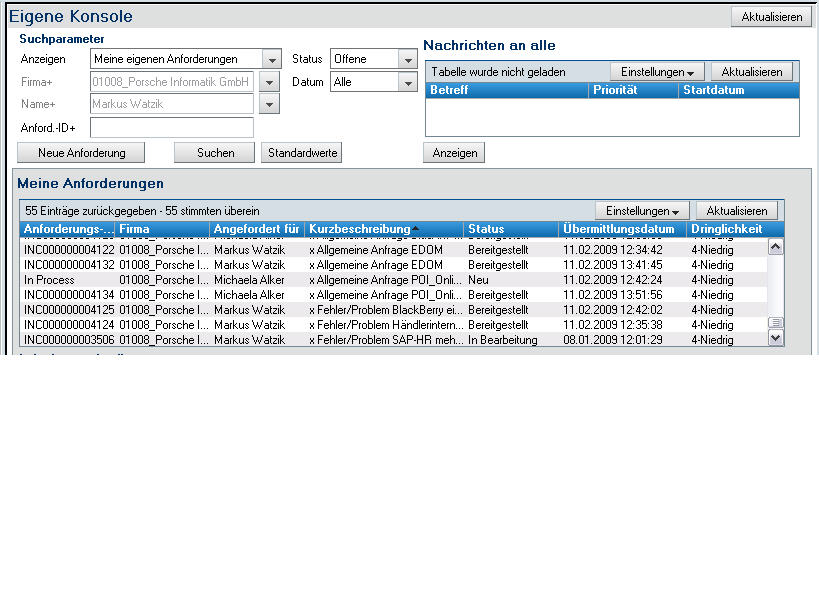 Eigene Konsole
Aktualisieren
Suchparameter
Anzeigen Meine eigenen Anforderungen Status Offene
Firma+ 01008_Porsche Informatik GmbH Datum Alle
Name+ Markus Watzik
Anford.-ID+
Neue Anforderung Suchen Standardwerte
Nachrichten an alle
Tabelle wurde nicht geladen Einstellungen Aktualisieren
Betreff Priorität Startdatum
Anzeigen
Meine Anforderungen
55 Einträge zurückgegeben - 55 stimmten überein Einstellungen Aktualisieren
Anforderungs-... Firma Angefordert für Kurzbeschreibung Status Übermittlungsdatum Dringlichkeit
INC000000004122 01008_Porsche I... Markus Watzik x Allgemeine Anfrage EDOM Bereitgestellt 11.02.2009 12:34:42 4-Niedrig
INC000000004132 01008_Porsche I... Markus Watzik x Allgemeine Anfrage EDOM Bereitgestellt 11.02.2009 13:41:45 4-Niedrig
In Process 01008_Porsche I... Michaela Alker x Allgemeine Anfrage POI_Onli... Neu 11.02.2009 12:42:24 4-Niedrig
INC000000004134 01008_Porsche I... Michaela Alker x Allgemeine Anfrage POI_Onli... Bereitgestellt 11.02.2009 13:51:56 4-Niedrig
INC000000004125 01008_Porsche I... Markus Watzik x Fehler/Problem BlackBerry ei... Bereitgestellt 11.02.2009 12:42:02 4-Niedrig
INC000000004124 01008_Porsche I... Markus Watzik x Fehler/Problem Händlerintern... Bereitgestellt 11.02.2009 12:35:38 4-Niedrig
INC000000003506 01008_Porsche I... Markus Watzik x Fehler/Problem SAP-HR meh... In Bearbeitung 08.01.2009 12:01:29 4-Niedrig